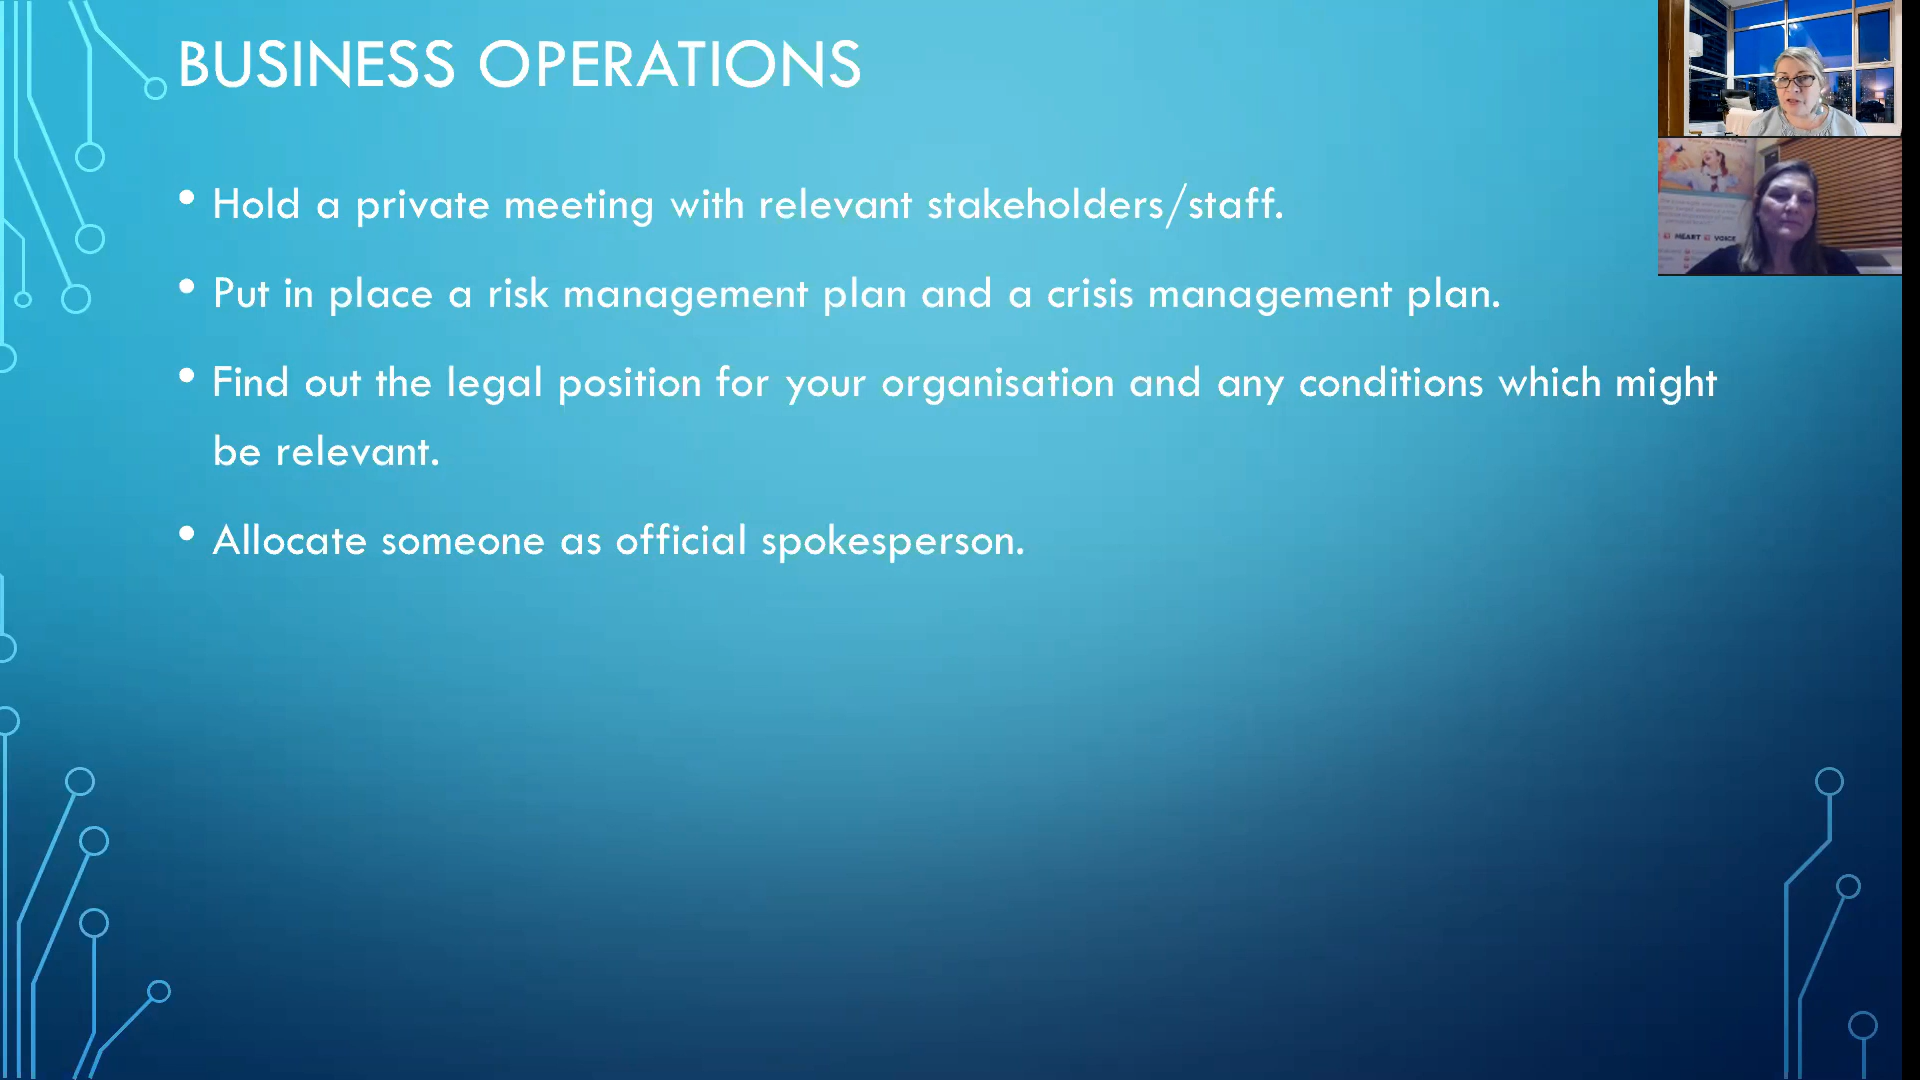 BUSINESS OPERATIONS
• Hold a private meeting with relevant stakeholders/staff.
• Put in place a risk management plan and a crisis management plan.
• Find out the legal position for your organisation and any conditions which might
be relevant.
• Allocate someone as official spokesperson.
HEART VOICE